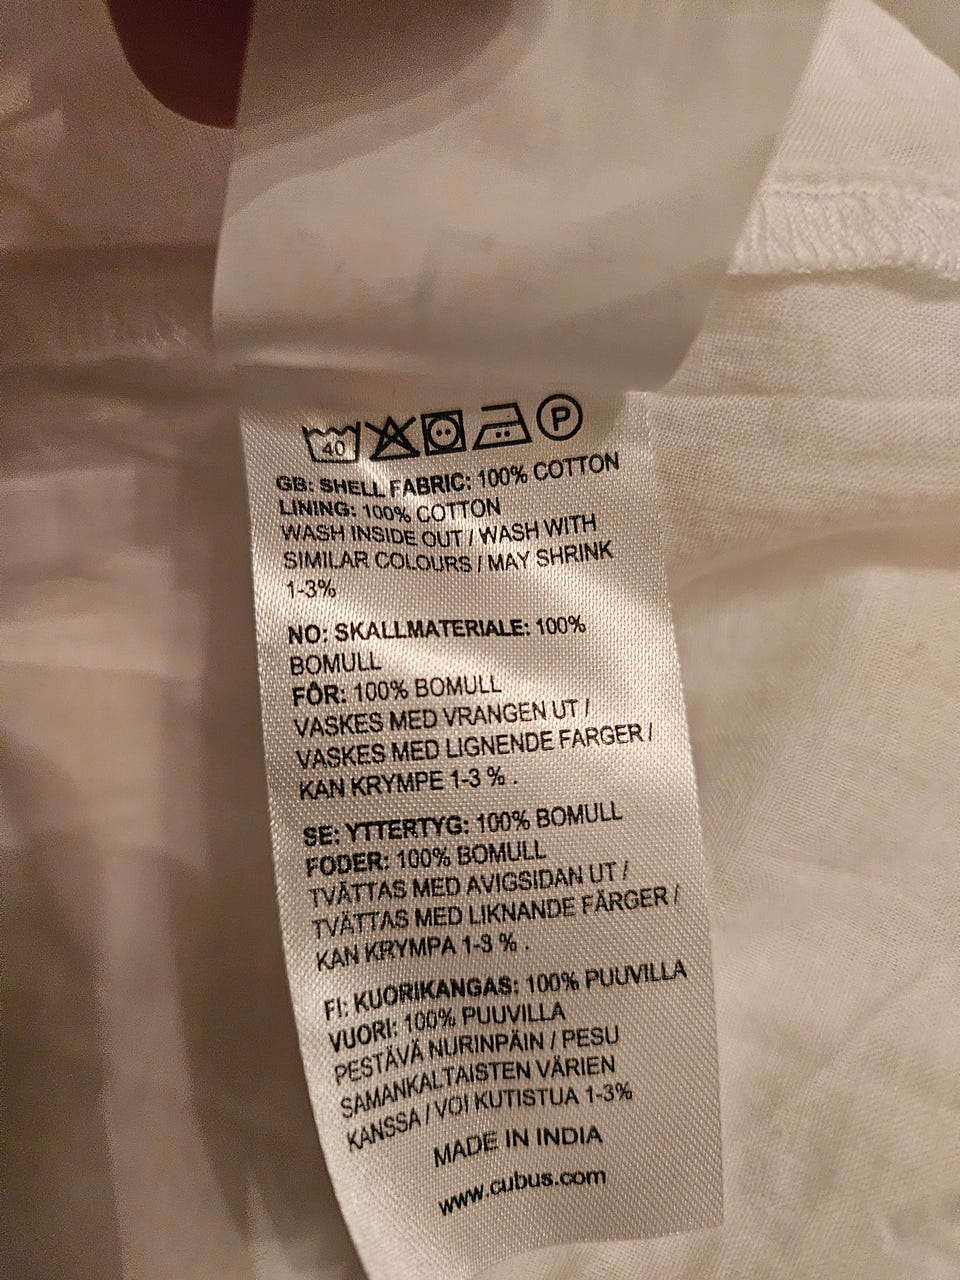 40 P
GB: SHELL FABRIC: 100% COTTON
LINING: 100% COTTON
WASH INSIDE OUT / WASH WITH
SIMILAR COLOURS / MAY SHRINK
1-3%
NO: SKALLMATERIALE: 100%
BOMULL
FÔR: 100% BOMULL
VASKES MED VRANGEN UT /
VASKES MED LIGNENDE FARGER /
KAN KRYMPE 1-3 % .
SE: YTTERTYG: 100% BOMULL
FODER: 100% BOMULL
TVÄTTAS MED AVIGSIDAN UT /
TVÄTTAS MED LIKNANDE FÄRGER /
KAN KRYMPA 1-3 % .
FI: KUORIKANGAS: 100% PUUVILLA
VUORI: 100% PUUVILLA
PESTÄVÄ NURINPÄIN / PESU
SAMANKALTAISTEN VÄRIEN
KANSSA / VOI KUTISTUA 1-3%
MADE IN INDIA
www.cubus.com